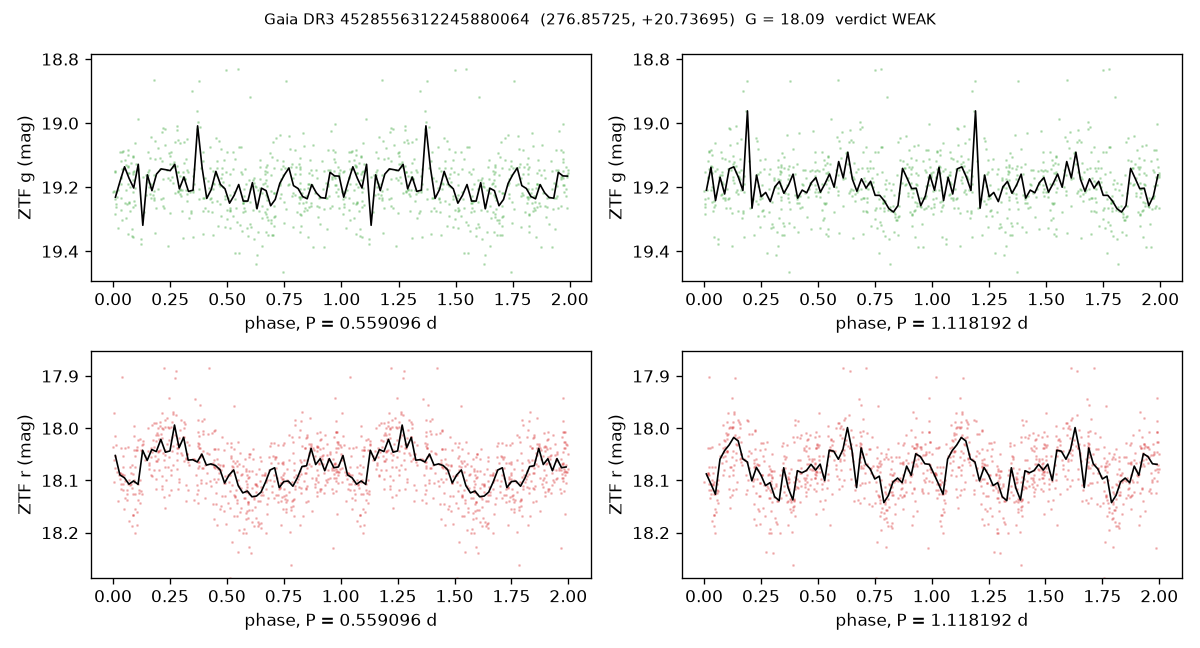 Gaia DR3 4528556312245880064  (276.85725, +20.73695)  G = 18.09  verdict WEAK
ZTF g (mag)
18.8
19.0
19.2
19.4
0.00 0.25 0.50 0.75 1.00 1.25 1.50 1.75 2.00
phase, P = 0.559096 d
ZTF g (mag)
18.8
19.0
19.2
19.4
0.00 0.25 0.50 0.75 1.00 1.25 1.50 1.75 2.00
phase, P = 1.118192 d
ZTF r (mag)
17.9
18.0
18.1
18.2
0.00 0.25 0.50 0.75 1.00 1.25 1.50 1.75 2.00
phase, P = 0.559096 d
ZTF r (mag)
17.9
18.0
18.1
18.2
0.00 0.25 0.50 0.75 1.00 1.25 1.50 1.75 2.00
phase, P = 1.118192 d